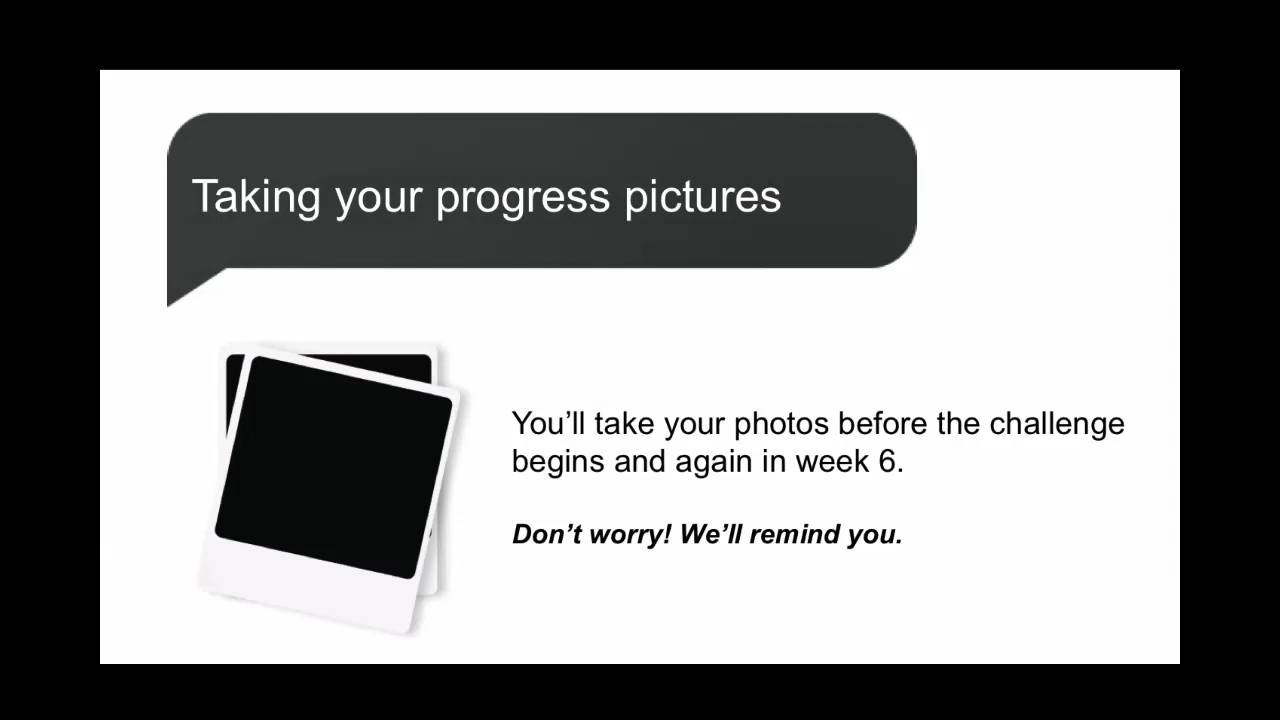 Taking your progress pictures
You’ll take your photos before the challenge
begins and again in week 6.
Don’t worry! We’ll remind you.